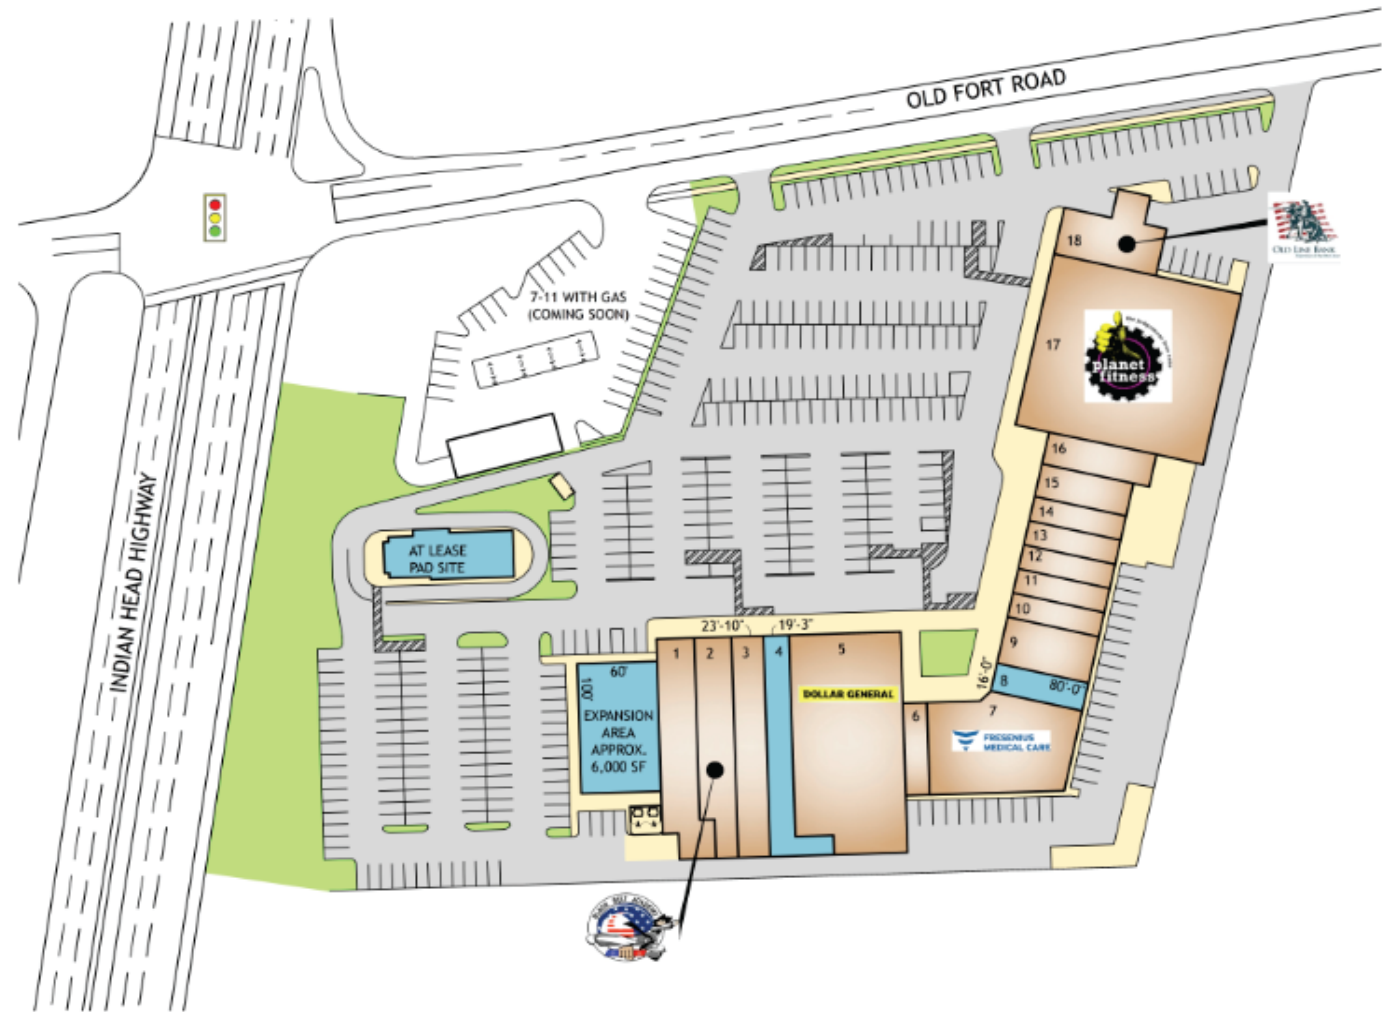 OLD FORT ROAD
18
OLD LINE BANK
7-11 WITH GAS
(COMING SOON)
17
planet
fitness
16
15
14
13
12
11
10
9
8
80'-0"
16'-0"
INDIAN HEAD HIGHWAY
AT LEASE
PAD SITE
23'-10"
19'-3"
1
2
3
4
5
DOLLAR GENERAL
6
7
FRESENIUS
MEDICAL CARE
60'
100'
EXPANSION
AREA
APPROX.
6,000 SF